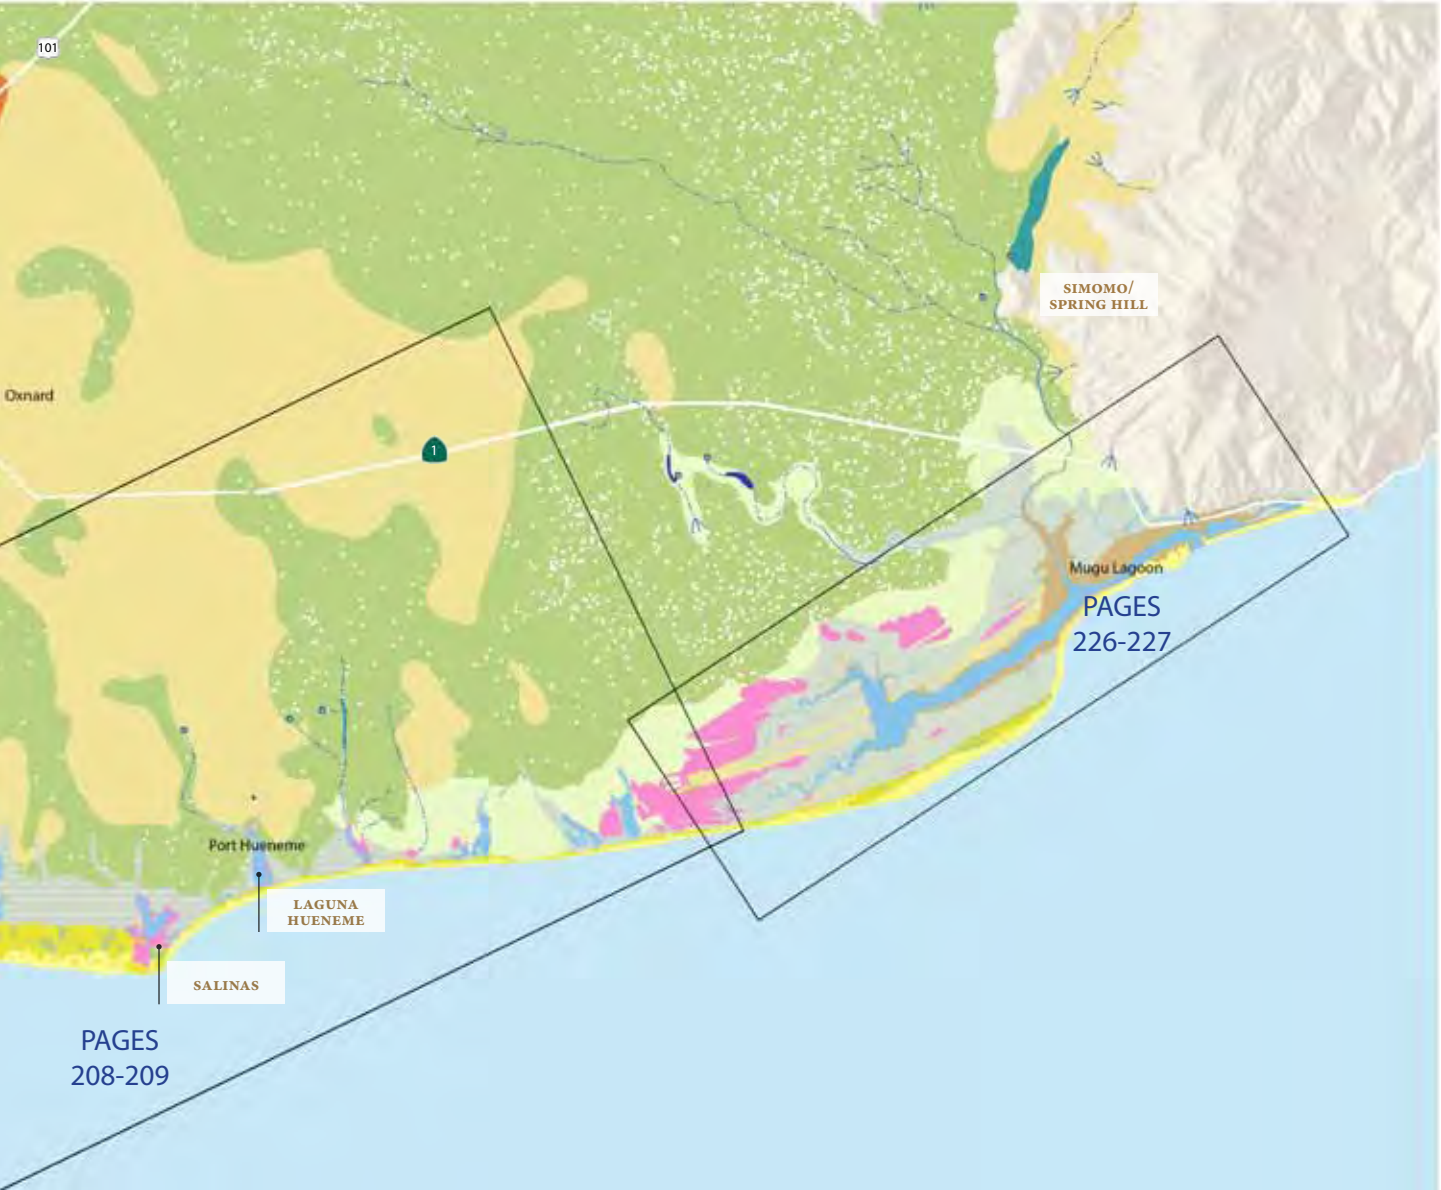 101
SIMOMO/
SPRING HILL
Oxnard
1
Mugu Lagoon
PAGES
226-227
Port Hueneme
LAGUNA
HUENEME
SALINAS
PAGES
208-209